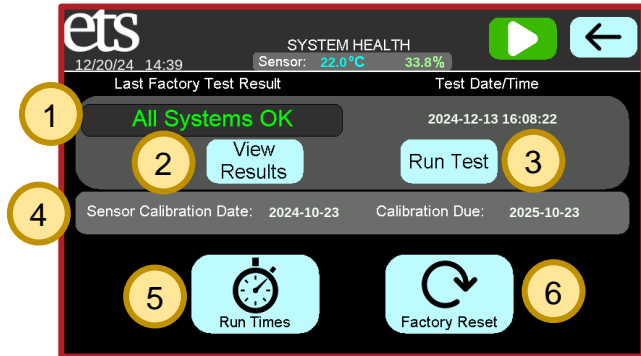 ets
SYSTEM HEALTH
12/20/24 14:39
Sensor: 22.0°C 33.8%
Last Factory Test Result
Test Date/Time
1
All Systems OK
2024-12-13 16:08:22
2
View
Results
Run Test
3
4
Sensor Calibration Date: 2024-10-23
Calibration Due: 2025-10-23
5
Run Times
Factory Reset
6